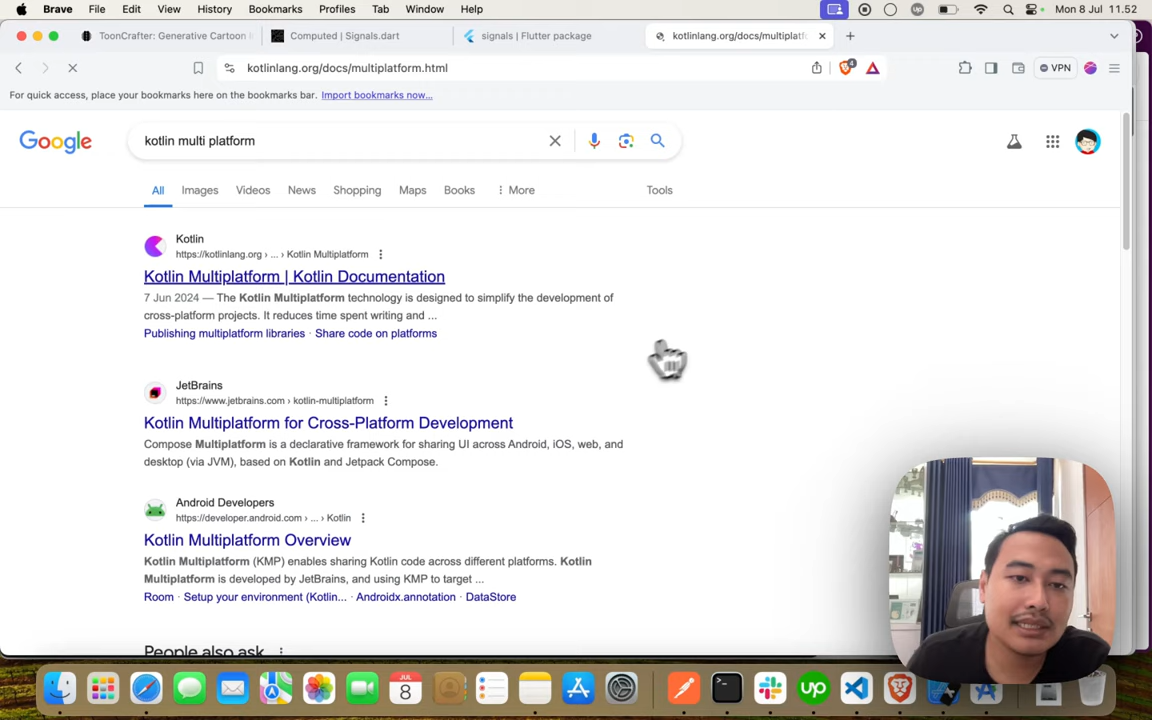 Brave File Edit View History Bookmarks Profiles Tab Window Help Mon 8 Jul 11.52
ToonCrafter: Generative Cartoon Computed | Signals.dart signals | Flutter package kotlinlang.org/docs/multiplatf
kotlinlang.org/docs/multiplatform.html 4 VPN
For quick access, place your bookmarks here on the bookmarks bar. Import bookmarks now...
Google kotlin multi platform
All Images Videos News Shopping Maps Books More Tools
Kotlin
https://kotlinlang.org › ... › Kotlin Multiplatform
Kotlin Multiplatform | Kotlin Documentation
7 Jun 2024 — The Kotlin Multiplatform technology is designed to simplify the development of
cross-platform projects. It reduces time spent writing and ...
Publishing multiplatform libraries · Share code on platforms
JetBrains
https://www.jetbrains.com › kotlin-multiplatform
Kotlin Multiplatform for Cross-Platform Development
Compose Multiplatform is a declarative framework for sharing UI across Android, iOS, web, and
desktop (via JVM), based on Kotlin and Jetpack Compose.
Android Developers
https://developer.android.com › ... › Kotlin
Kotlin Multiplatform Overview
Kotlin Multiplatform (KMP) enables sharing Kotlin code across different platforms. Kotlin
Multiplatform is developed by JetBrains, and using KMP to target ...
Room · Setup your environment (Kotlin... · Androidx.annotation · DataStore
People also ask
JUL
8
up